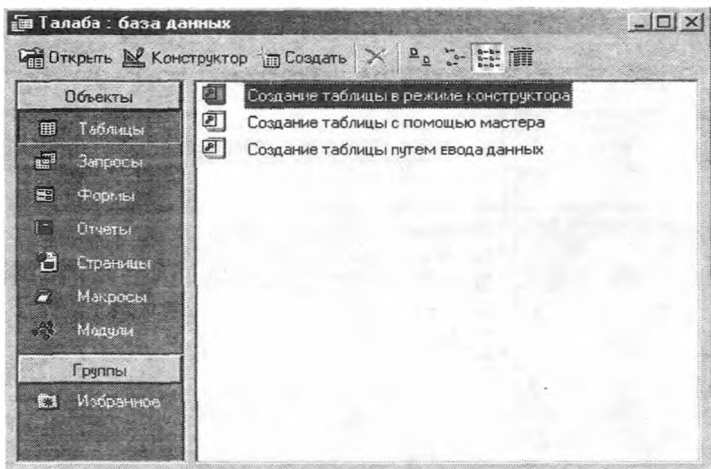 Талаба : база данных
Открыть Конструктор Создать
Объекты
Таблицы
Запросы
Формы
Отчеты
Страницы
Макросы
Модули
Группы
Избранное
Создание таблицы в режиме конструктора
Создание таблицы с помощью мастера
Создание таблицы путем ввода данных